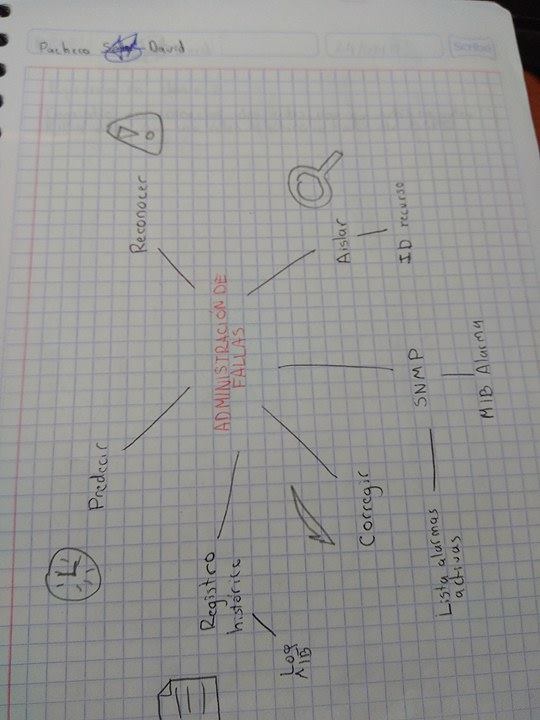 Pacheco David
Scribe
ADMINISTRACIÓN DE
FALLAS
Reconocer
Aislar
ID recurso
SNMP
MIB Alarma
Lista alarmas
activas
Corregir
Registro
histórico
Log
MIB
Predecir